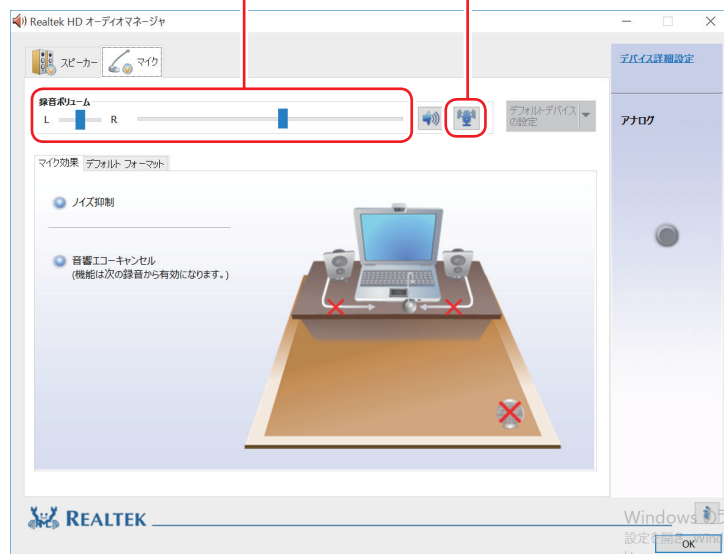 Realtek HD オーディオマネージャ
スピーカー
マイク
デバイス詳細設定
録音ボリューム
L
R
デフォルトデバイス
の設定
アナログ
マイク効果
デフォルト フォーマット
ノイズ抑制
音響エコーキャンセル
(機能は次の録音から有効になります。)
REALTEK
Windows の
設定を開き
OK